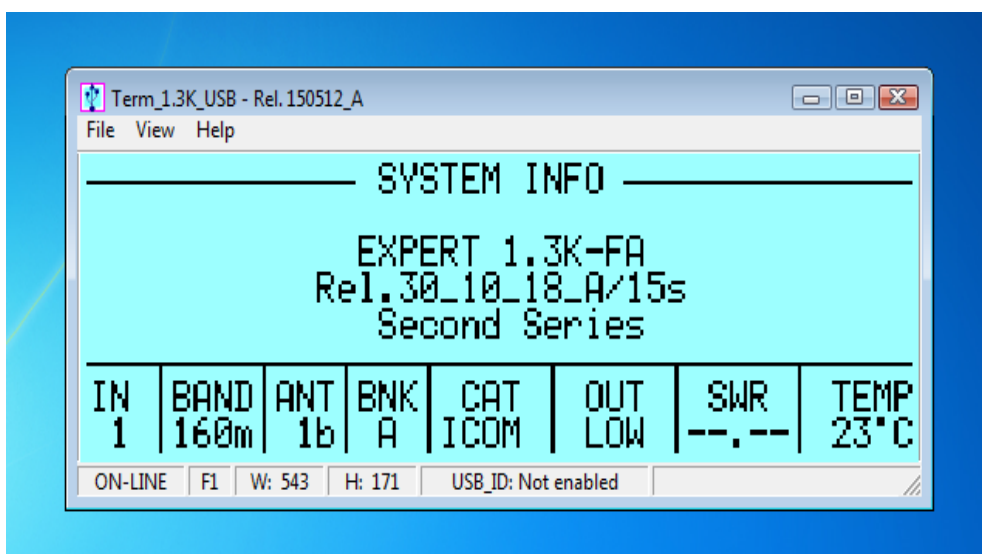 Term_1.3K_USB - Rel. 150512_A
File View Help
SYSTEM INFO
EXPERT 1.3K-FA
Rel.30_10_18_A/15s
Second Series
IN BAND ANT BNK CAT OUT SWR TEMP
1 160m 1b A ICOM LOW --.-- 23°C
ON-LINE F1 W: 543 H: 171 USB_ID: Not enabled